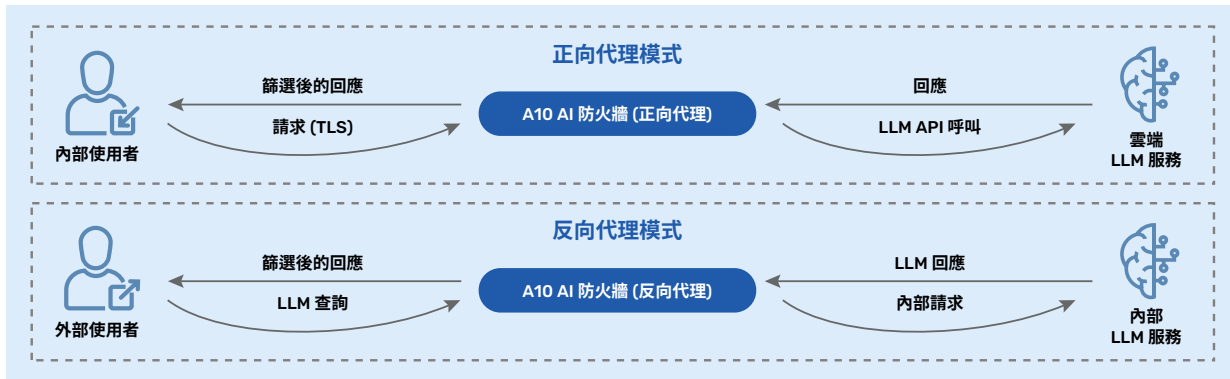 正向代理模式
篩選後的回應
請求 (TLS)
A10 AI 防火牆 (正向代理)
回應
LLM API 呼叫
內部使用者
雲端
LLM 服務
反向代理模式
篩選後的回應
LLM 查詢
A10 AI 防火牆 (反向代理)
LLM 回應
內部請求
外部使用者
內部
LLM 服務